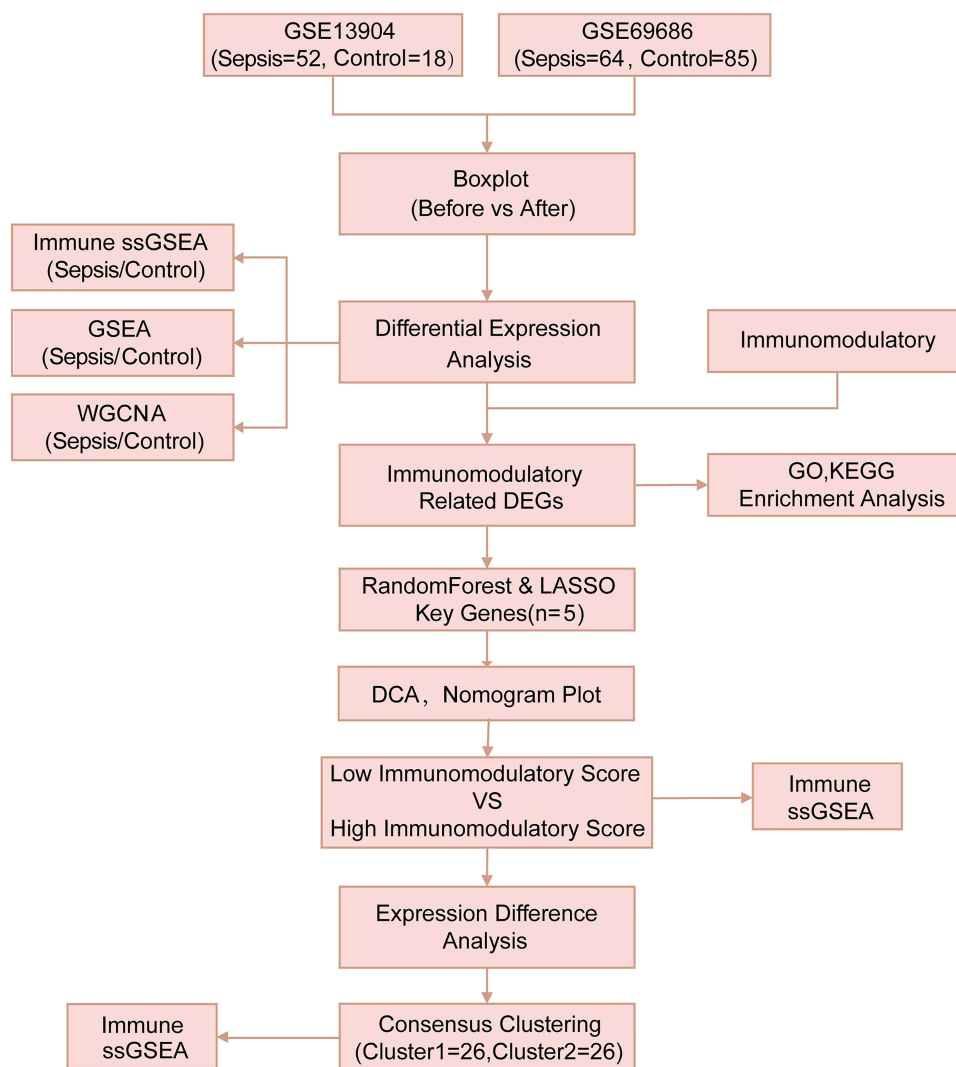 GSE13904
(Sepsis=52, Control=18）
GSE69686
(Sepsis=64, Control=85)
Boxplot
(Before vs After)
Immune ssGSEA
(Sepsis/Control)
GSEA
(Sepsis/Control)
WGCNA
(Sepsis/Control)
Differential Expression
Analysis
Immunomodulatory
Immunomodulatory
Related DEGs
GO,KEGG
Enrichment Analysis
RandomForest & LASSO
Key Genes(n=5)
DCA，Nomogram Plot
Low Immunomodulatory Score
VS
High Immunomodulatory Score
Immune
ssGSEA
Expression Difference
Analysis
Immune
ssGSEA
Consensus Clustering
(Cluster1=26,Cluster2=26)